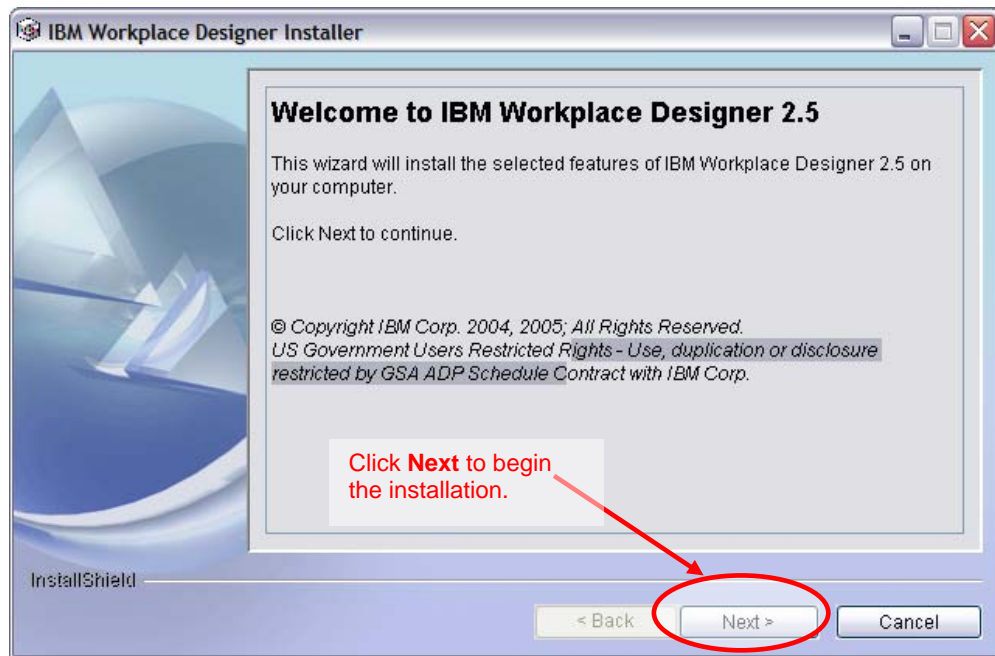 IBM Workplace Designer Installer
Welcome to IBM Workplace Designer 2.5
This wizard will install the selected features of IBM Workplace Designer 2.5 on
your computer.
Click Next to continue.
© Copyright IBM Corp. 2004, 2005; All Rights Reserved.
US Government Users Restricted Rights - Use, duplication or disclosure
restricted by GSA ADP Schedule Contract with IBM Corp.
Click Next to begin
the installation.
InstallShield
< Back
Next >
Cancel